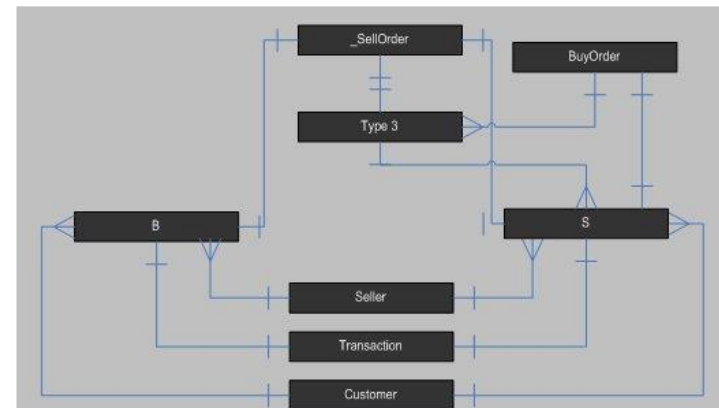 _SellOrder
BuyOrder
Type 3
B
S
Seller
Transaction
Customer